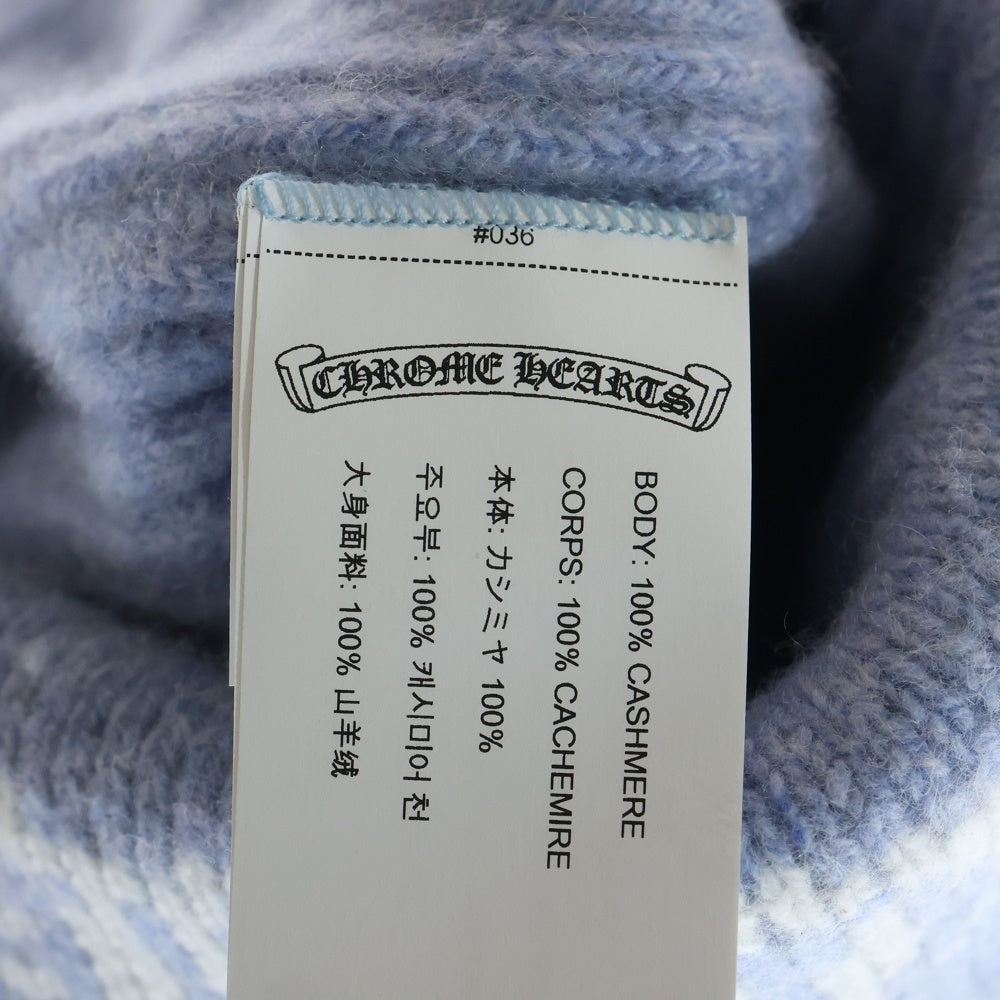 #036
CHROME HEARTS
BODY: 100% CASHMERE
CORPS: 100% CACHEMIRE
本体: カシミヤ 100%
주요부: 100% 캐시미어 천
大身面料: 100% 山羊绒